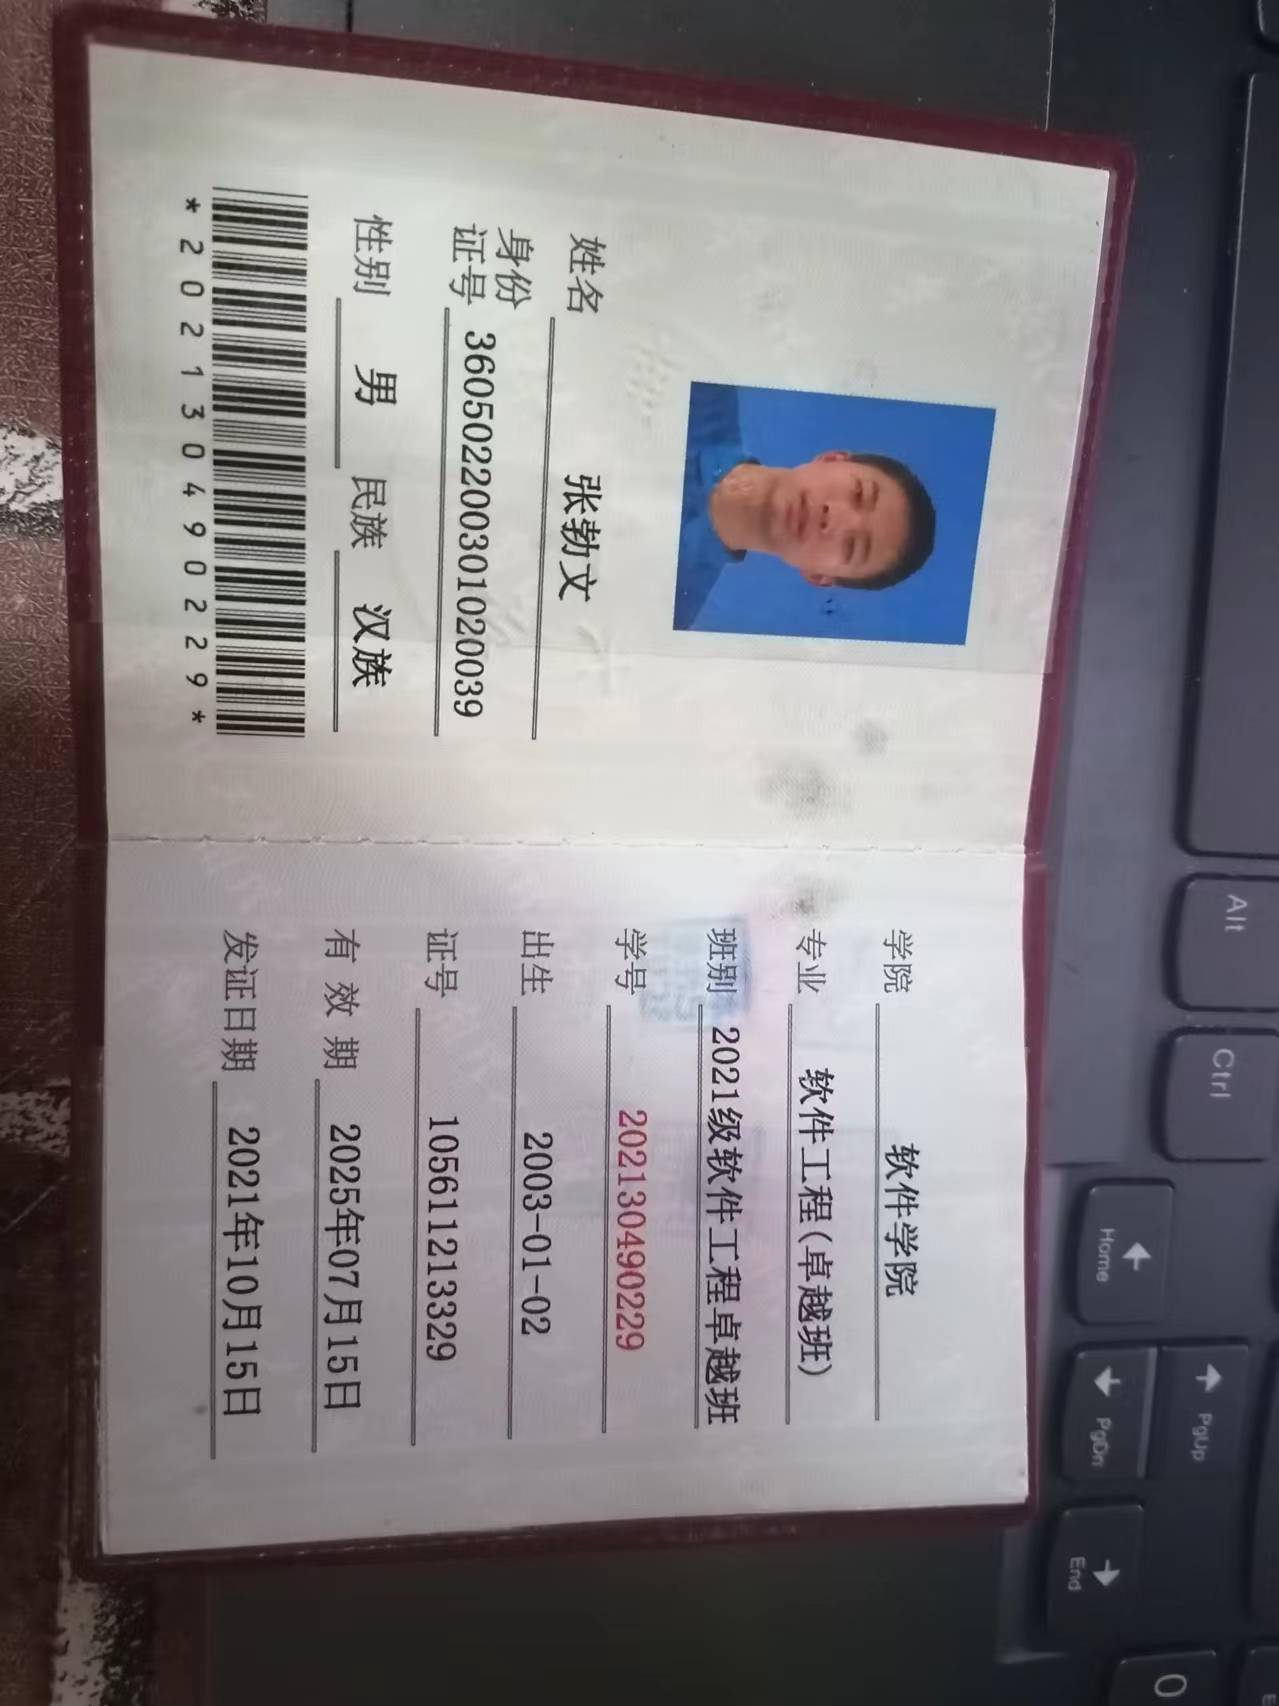 姓名 张勃文
身份证号 360502200301020039
性别 男 民族 汉族
*202130490229*
学院 软件学院
专业 软件工程(卓越班)
班别 2021级软件工程卓越班
学号 202130490229
出生 2003-01-02
证号 105611213329
有效期 2025年07月15日
发证日期 2021年10月15日
Alt
Ctrl
Home
PgUp
PgDn
End
0